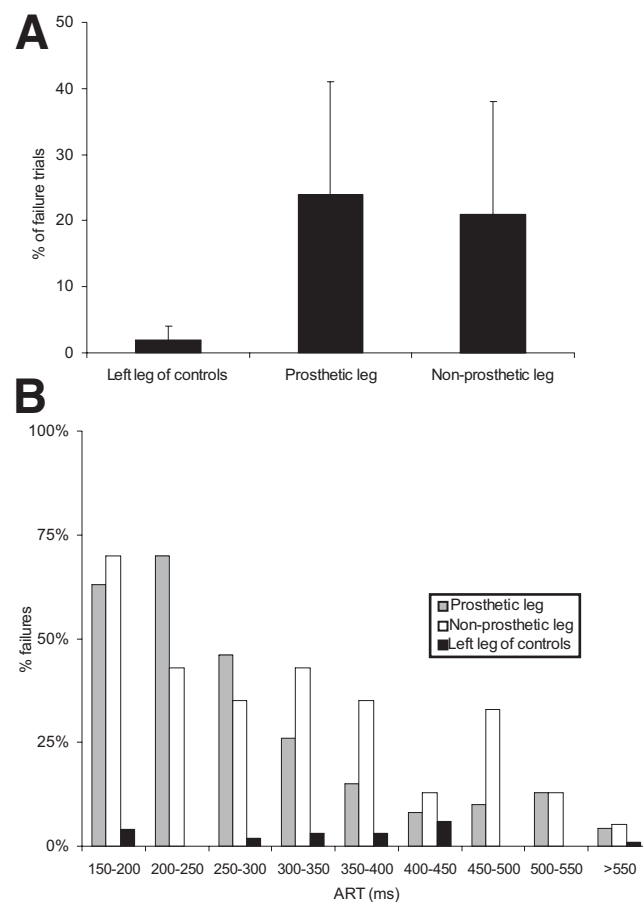 A
50
40
30
20
10
0
% of failure trials
Left leg of controls Prosthetic leg Non-prosthetic leg
B
100%
75%
50%
25%
0%
% failures
Prosthetic leg
Non-prosthetic leg
Left leg of controls
150-200 200-250 250-300 300-350 350-400 400-450 450-500 500-550 >550
ART (ms)